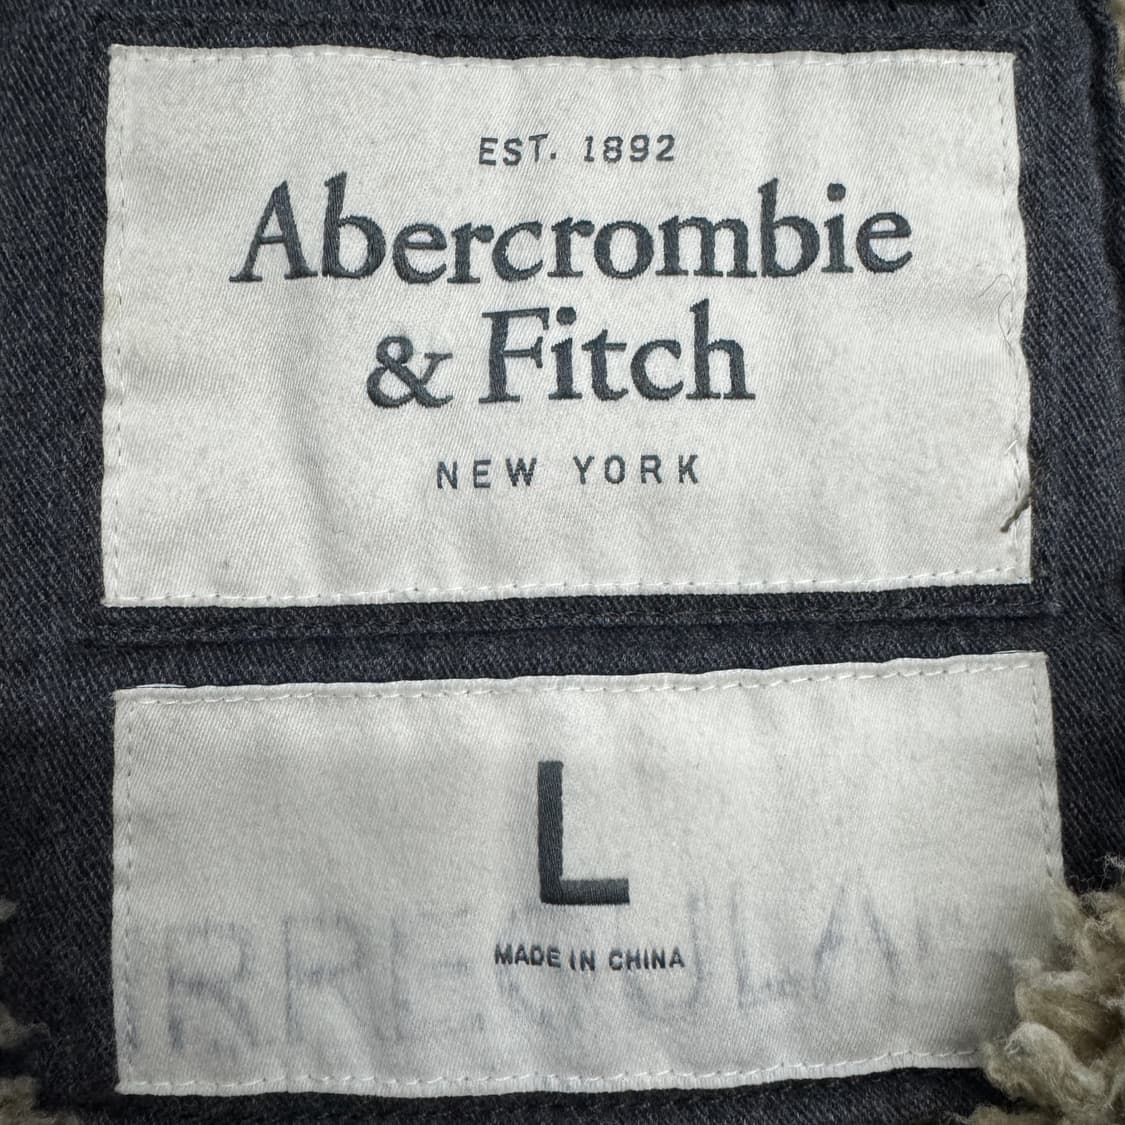 EST. 1892
Abercrombie
& Fitch
NEW YORK
L
MADE IN CHINA